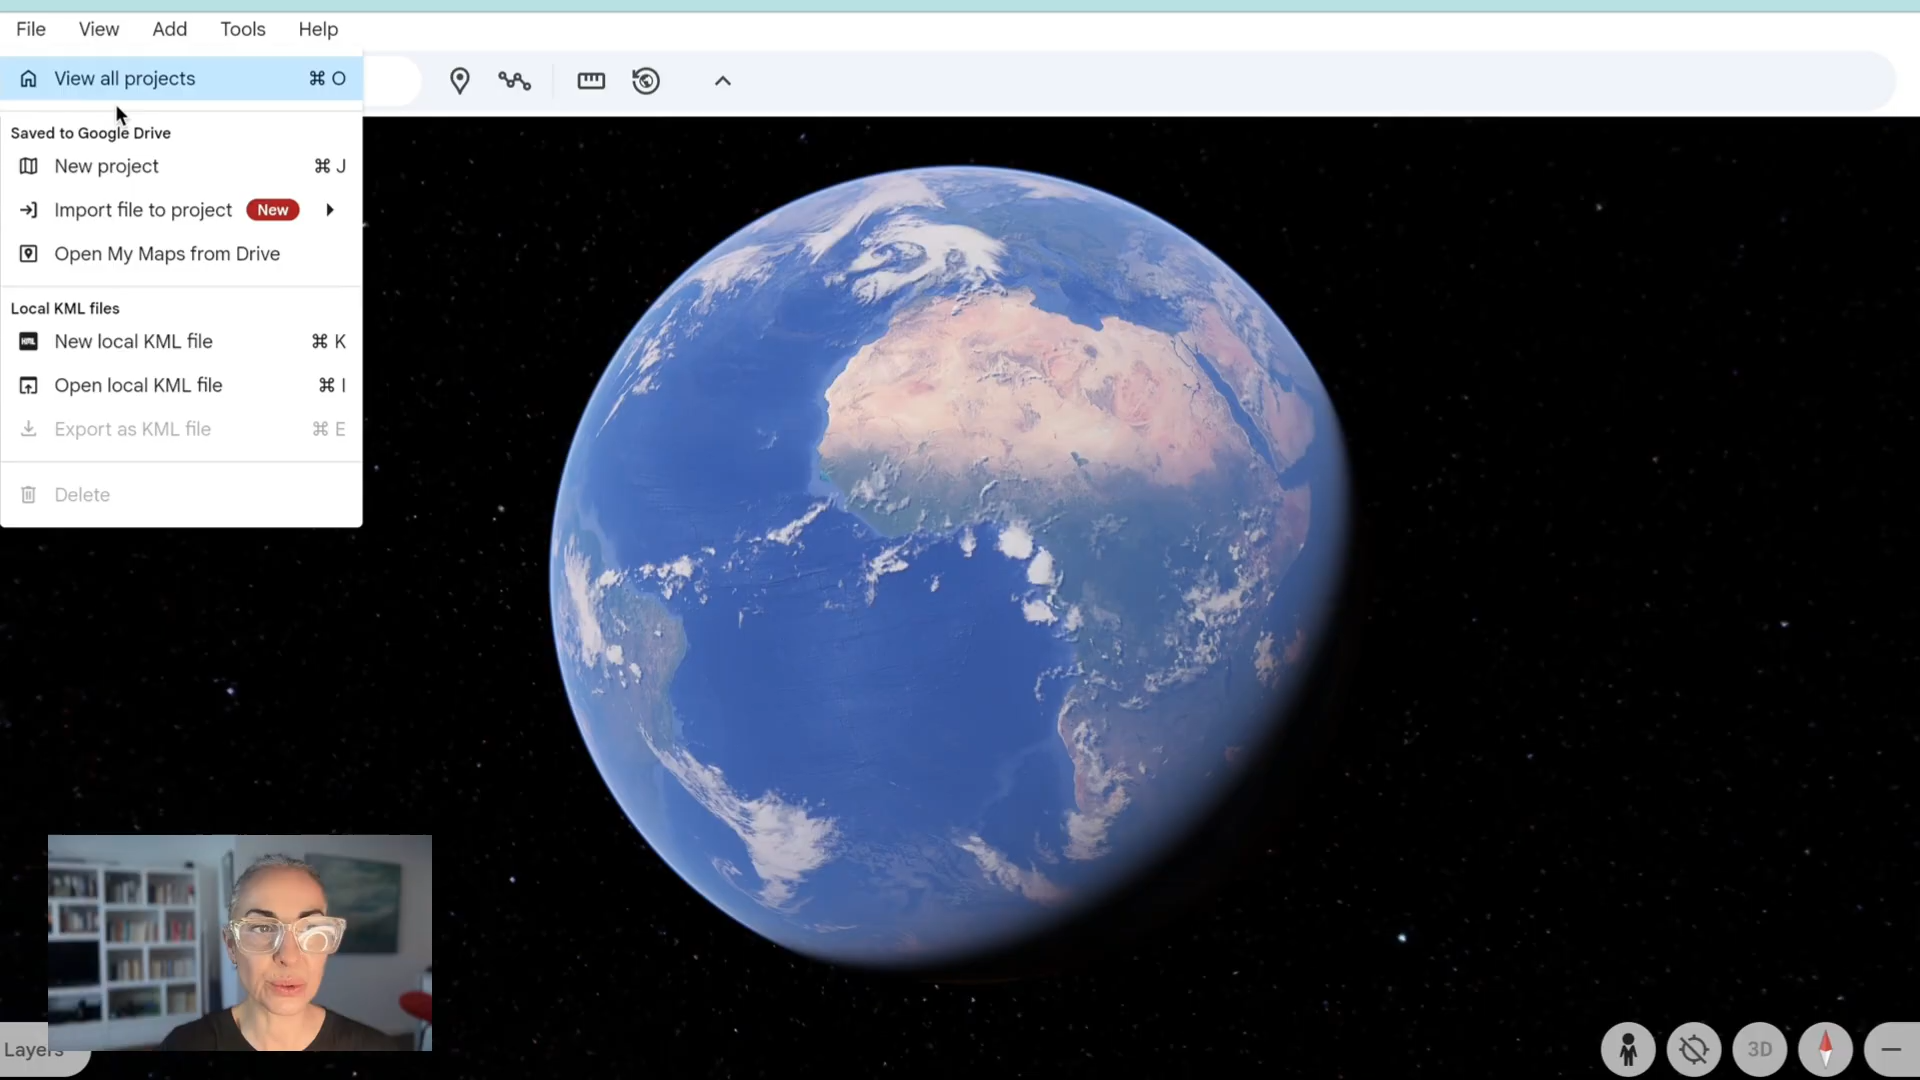 File View Add Tools Help
View all projects ⌘ O
Saved to Google Drive
New project ⌘ J
Import file to project New
Open My Maps from Drive
Local KML files
New local KML file ⌘ K
Open local KML file ⌘ I
Export as KML file ⌘ E
Delete
Layers
3D